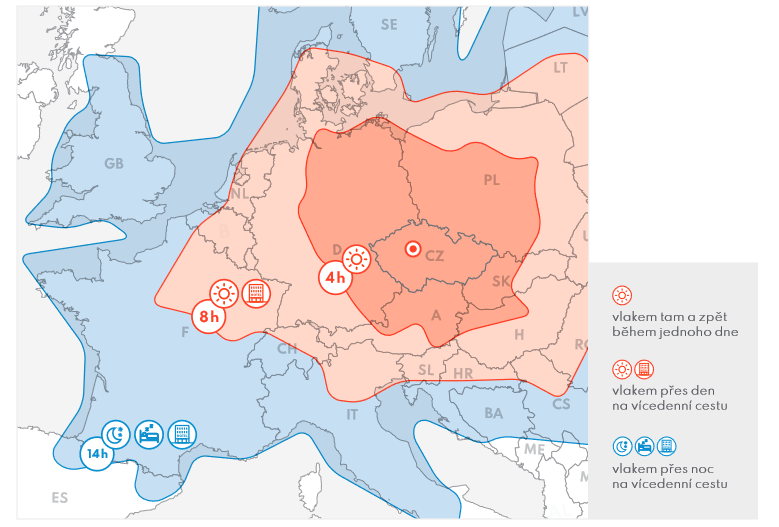 SE
LV
LT
GB
NL
PL
B
D
CZ
4h
SK
8h
A
F
H
CH
RO
SL
HR
IT
BA
CS
14h
ME
ES
vlakem tam a zpět
během jednoho dne
vlakem přes den
na vícedenní cestu
vlakem přes noc
na vícedenní cestu